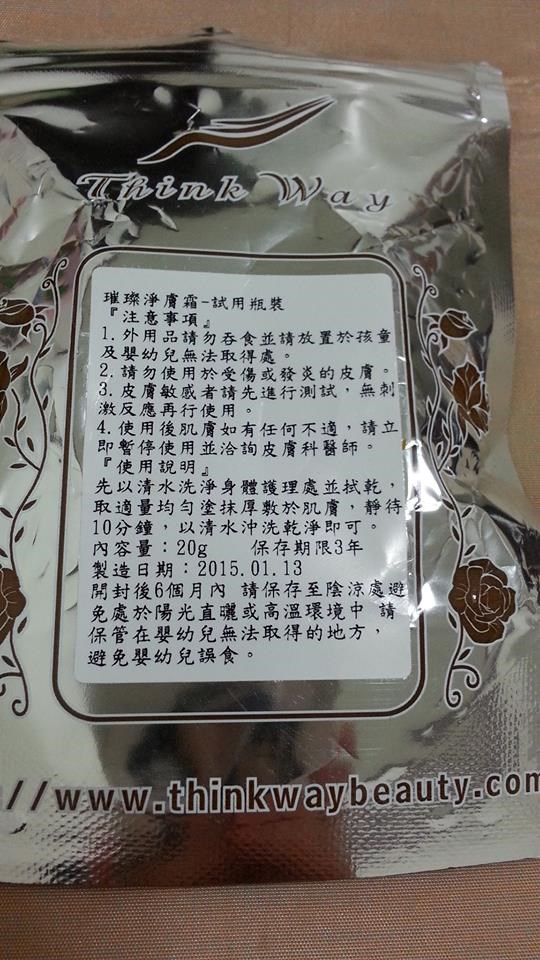 Think Way
璀璨淨膚霜-試用瓶裝
『注意事項』
1. 外用品請勿吞食並請放置於孩童
及嬰幼兒無法取得處。
2. 請勿使用於受傷或發炎的皮膚。
3. 皮膚敏感者請先進行測試，無刺
激反應再行使用。
4. 使用後肌膚如有任何不適，請立
即暫停使用並洽詢皮膚科醫師。
『使用說明』
先以清水洗淨身體護理處並拭乾，
取適量均勻塗抹厚敷於肌膚，靜待
10分鐘，以清水沖洗乾淨即可。
內容量：20g 保存期限3年
製造日期：2015.01.13
開封後6個月內 請保存至陰涼處避
免處於陽光直曬或高溫環境中 請
保管在嬰幼兒無法取得的地方，
避免嬰幼兒誤食。
//www.thinkwaybeauty.com